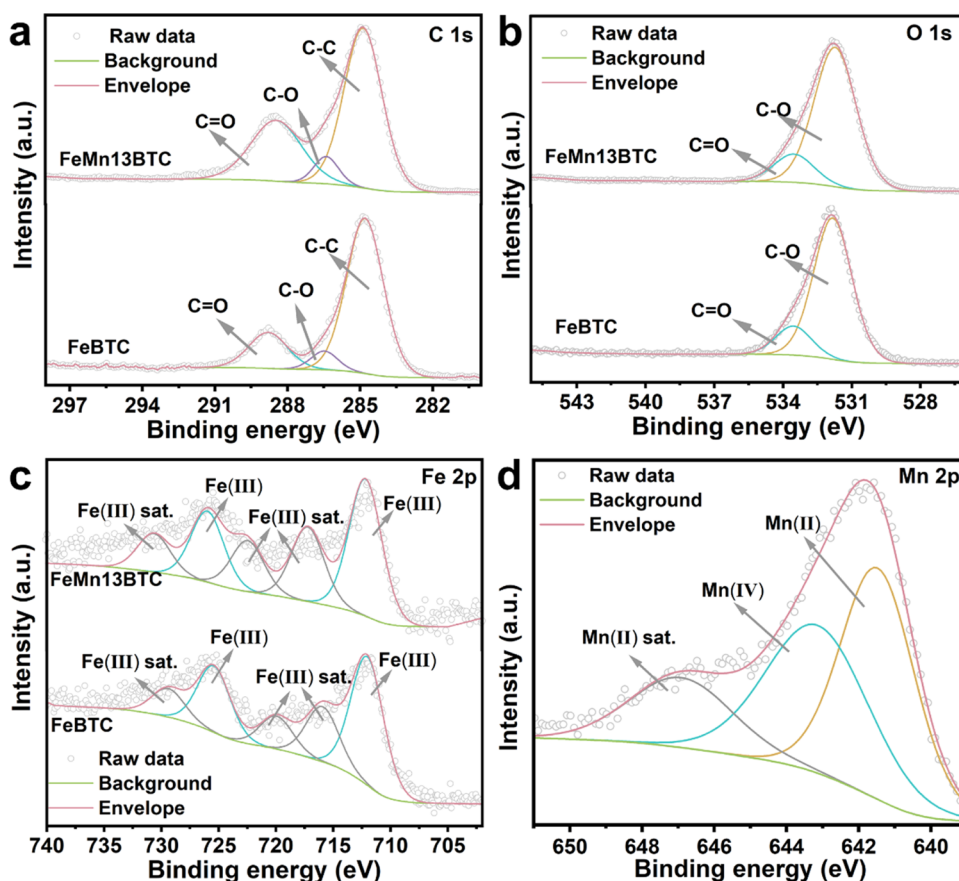 a
C 1s
Raw data
Background
Envelope
C-C
C-O
C=O
FeMn13BTC
C-C
C-O
C=O
FeBTC
Intensity (a.u.)
297 294 291 288 285 282
Binding energy (eV)
b
O 1s
Raw data
Background
Envelope
C-O
C=O
FeMn13BTC
C-O
C=O
FeBTC
Intensity (a.u.)
543 540 537 534 531 528
Binding energy (eV)
c
Fe 2p
Fe(III)
Fe(III) sat.
Fe(III) sat.
Fe(III)
FeMn13BTC
Fe(III)
Fe(III) sat.
Fe(III) sat.
Fe(III)
FeBTC
Raw data
Background
Envelope
Intensity (a.u.)
740 735 730 725 720 715 710 705
Binding energy (eV)
d
Mn 2p
Raw data
Background
Envelope
Mn(II)
Mn(IV)
Mn(II) sat.
Intensity (a.u.)
650 648 646 644 642 640
Binding energy (eV)